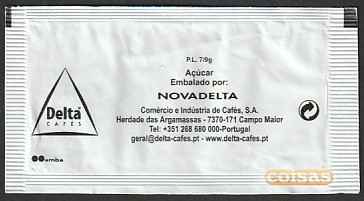 P.L. 7/9g
Açúcar
Embalado por:
NOVADELTA
Comércio e Indústria de Cafés, S.A.
Herdade das Argamassas - 7370-171 Campo Maior
Tel: +351 268 680 000-Portugal
geral@delta-cafes.pt - www.delta-cafes.pt
Delta
CAFÉS
amba
coisas